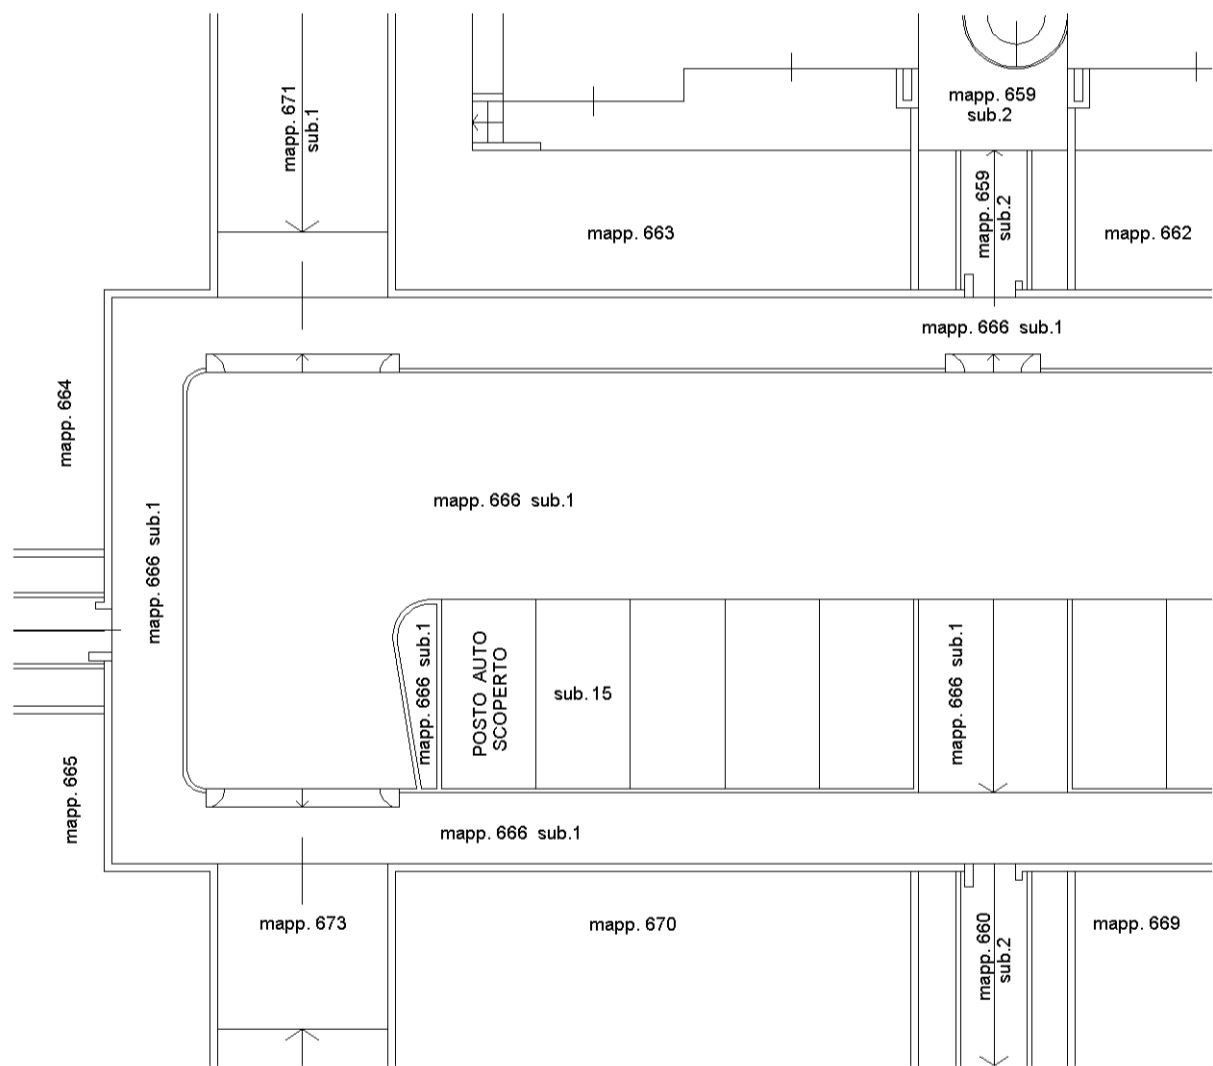 mapp. 671
sub.1
mapp. 659
sub.2
mapp. 659
sub.2
mapp. 663
mapp. 662
mapp. 666 sub.1
mapp. 664
mapp. 666 sub.1
mapp. 666 sub.1
mapp. 666 sub.1
POSTO AUTO
SCOPERTO
sub. 15
mapp. 666 sub.1
mapp. 665
mapp. 666 sub.1
mapp. 673
mapp. 670
mapp. 660
sub.2
mapp. 669